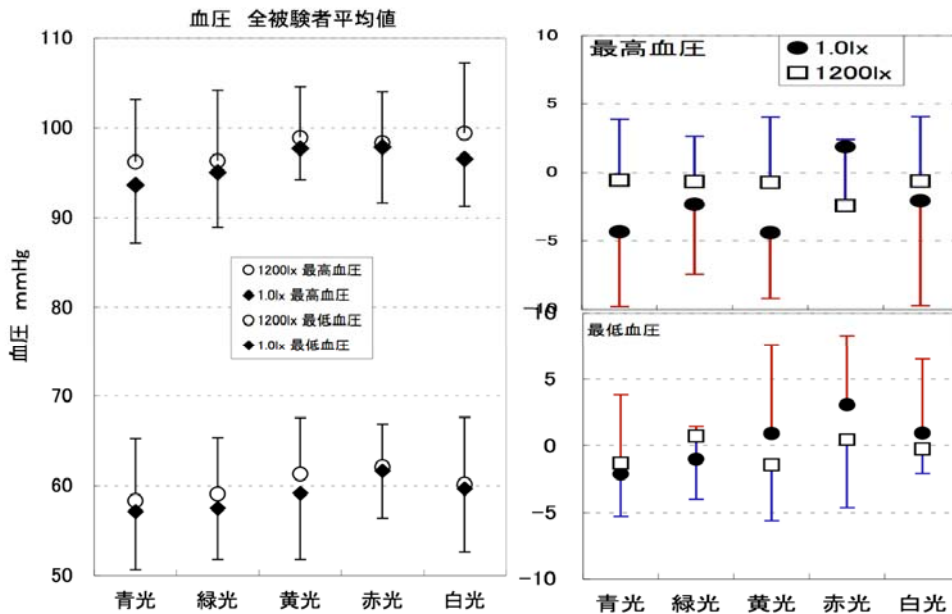 血圧 全被験者平均値
110
100
90
80
70
60
50
血圧 mmHg
1200lx 最高血圧
1.0lx 最高血圧
1200lx 最低血圧
1.0lx 最低血圧
青光 緑光 黄光 赤光 白光
最高血圧
1.0lx
1200lx
10
5
0
-5
-10
最低血圧
10
5
0
-5
-10
青光 緑光 黄光 赤光 白光